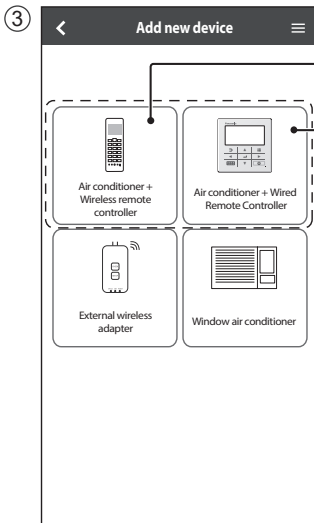 ③
Add new device
Air conditioner +
Wireless remote
controller
Air conditioner + Wired
Remote Controller
External wireless
adapter
Window air conditioner